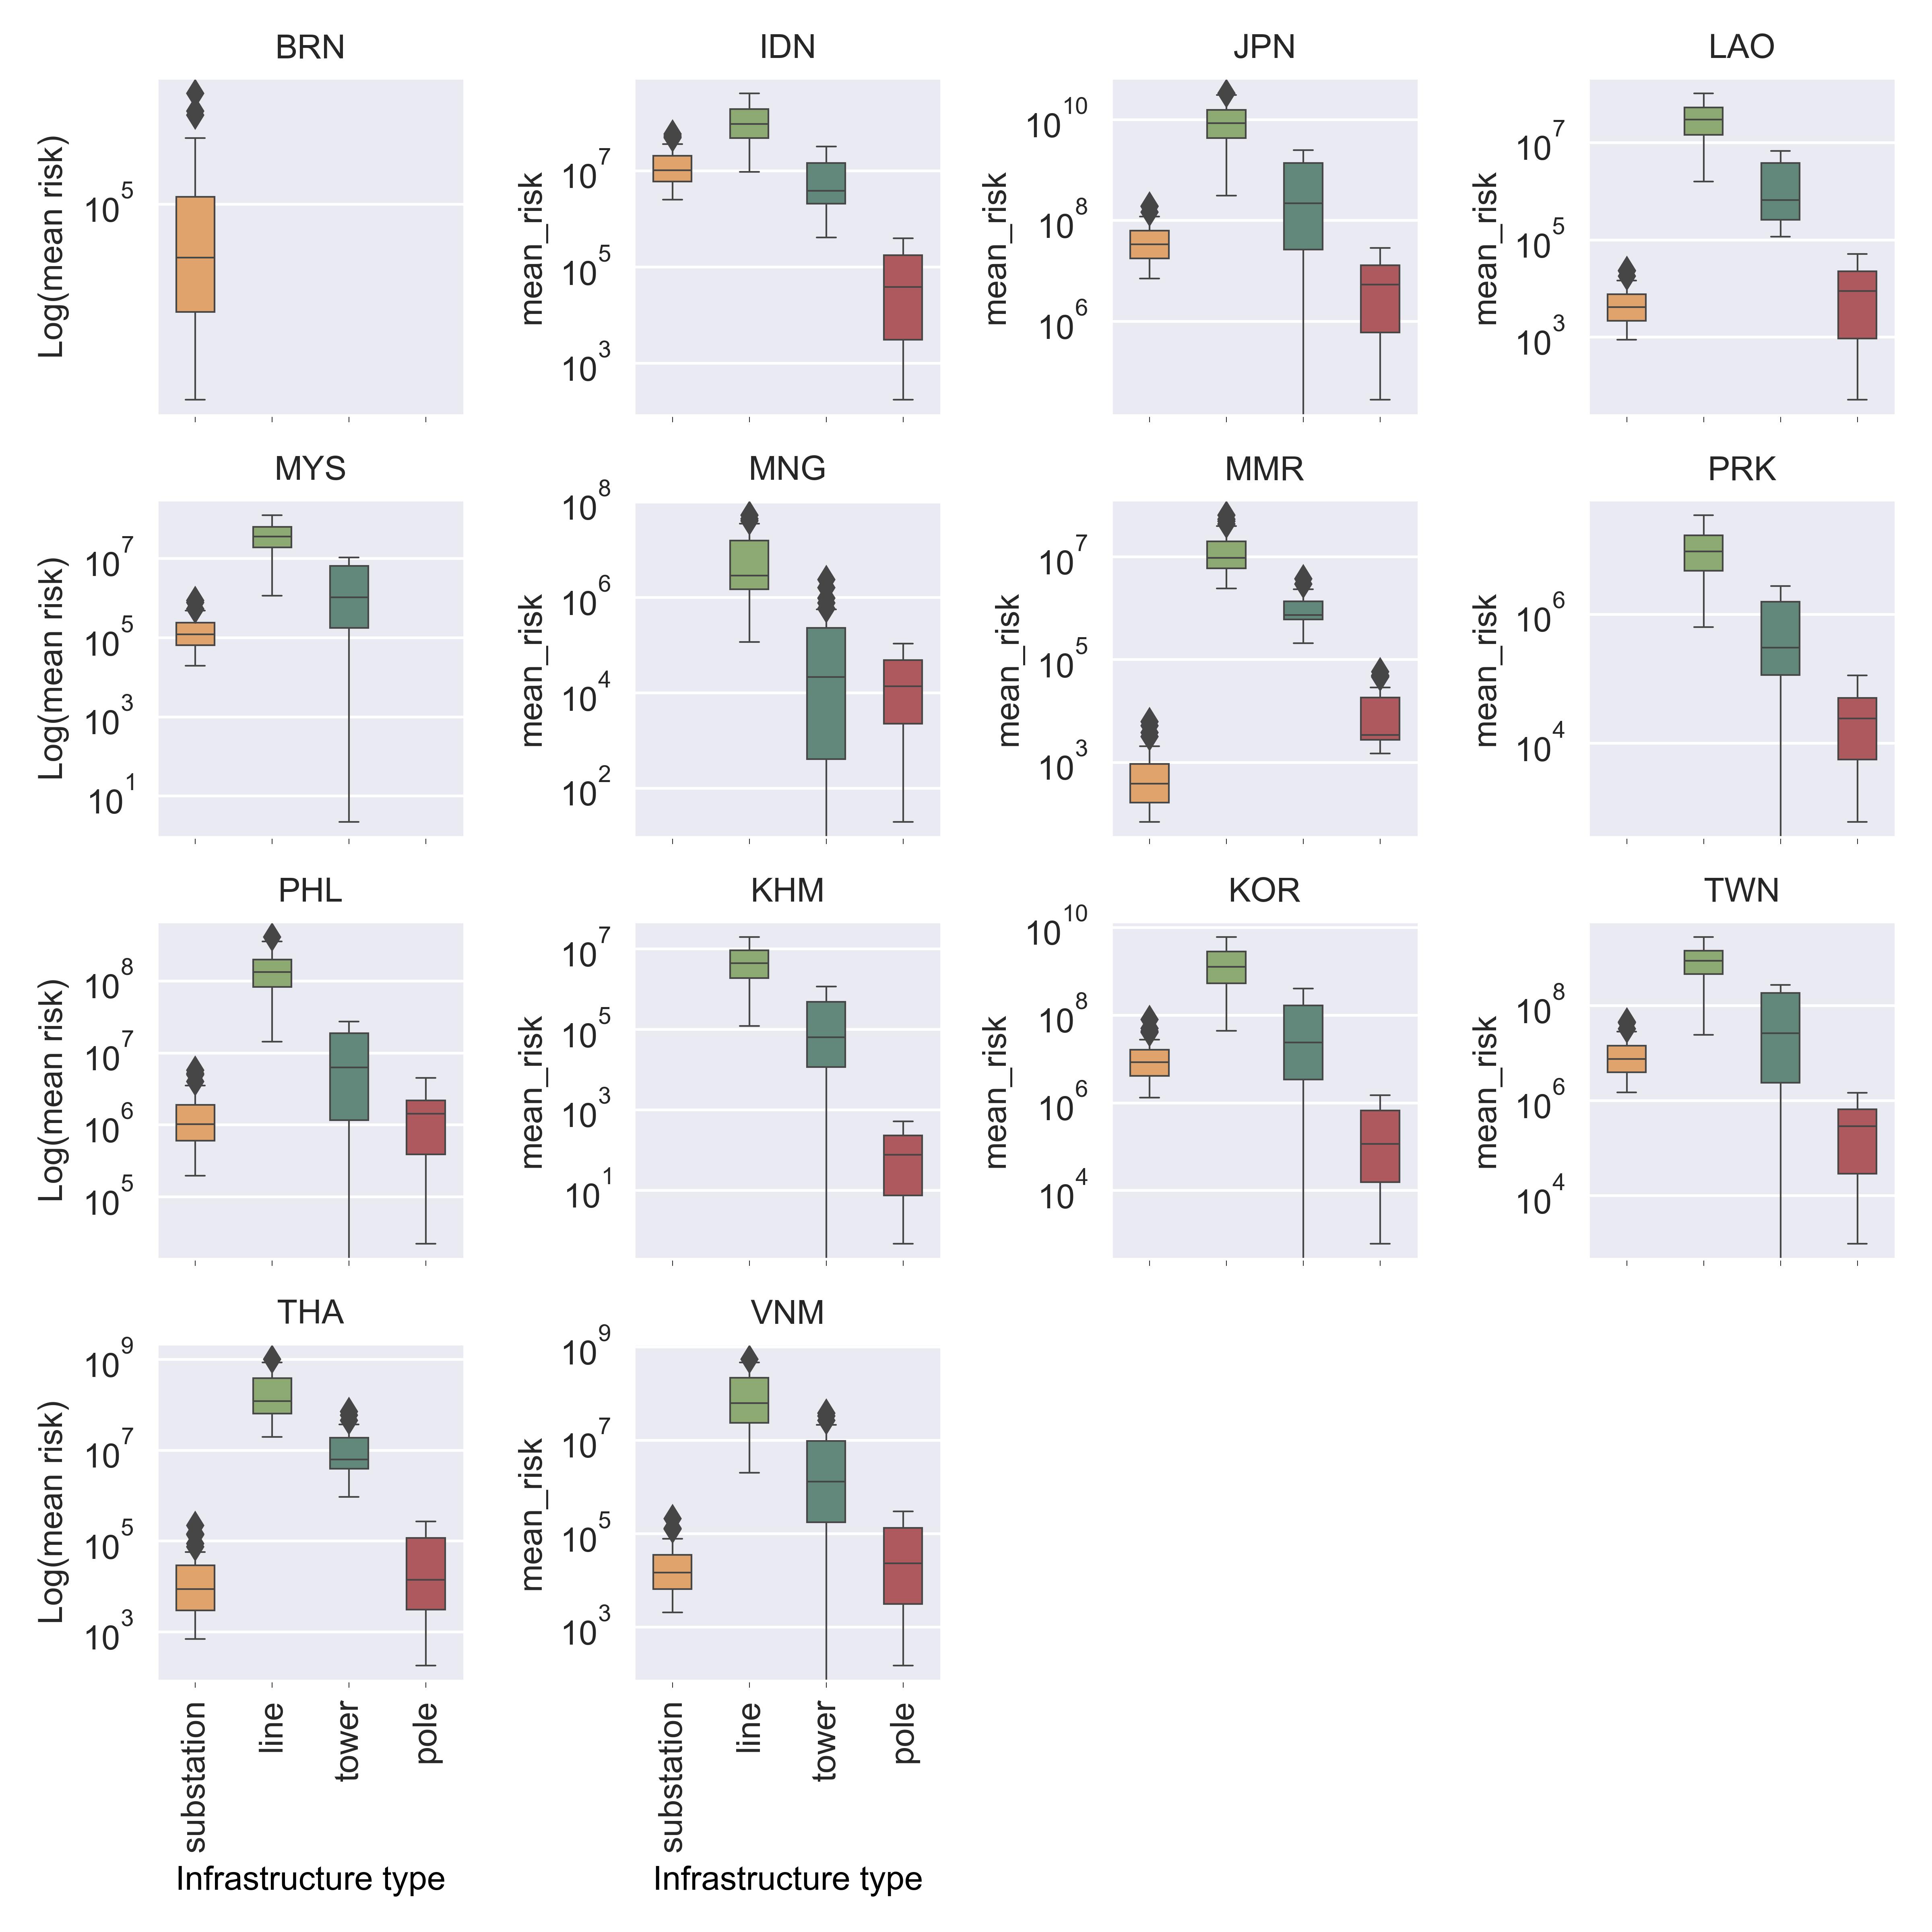 BRN
IDN
JPN
LAO
Log(mean risk)
10^5
mean_risk
10^7
10^5
10^3
mean_risk
10^10
10^8
10^6
mean_risk
10^7
10^5
10^3
MYS
MNG
MMR
PRK
Log(mean risk)
10^7
10^5
10^3
10^1
mean_risk
10^8
10^6
10^4
10^2
mean_risk
10^7
10^5
10^3
mean_risk
10^6
10^4
PHL
KHM
KOR
TWN
Log(mean risk)
10^8
10^7
10^6
10^5
mean_risk
10^7
10^5
10^3
10^1
mean_risk
10^10
10^8
10^6
10^4
mean_risk
10^8
10^6
10^4
THA
VNM
Log(mean risk)
10^9
10^7
10^5
10^3
mean_risk
10^9
10^7
10^5
10^3
substation
line
tower
pole
substation
line
tower
pole
Infrastructure type
Infrastructure type